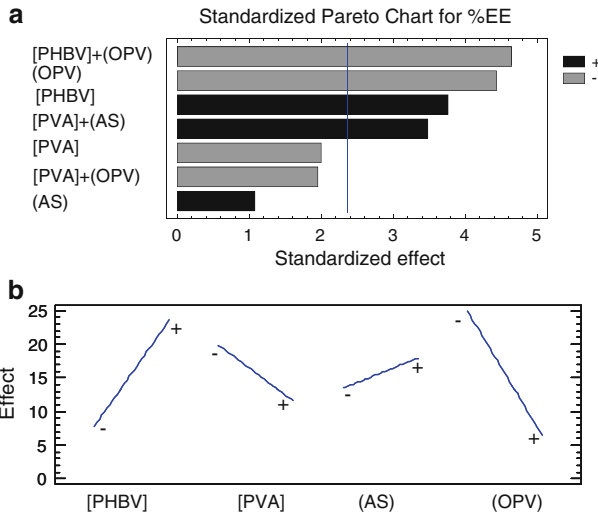 a
Standardized Pareto Chart for %EE
[PHBV]+(OPV)
(OPV)
[PHBV]
[PVA]+(AS)
[PVA]
[PVA]+(OPV)
(AS)
+
-
0 1 2 3 4 5
Standardized effect
b
25
20
15
10
5
0
Effect
- + - + - + - +
[PHBV] [PVA] (AS) (OPV)